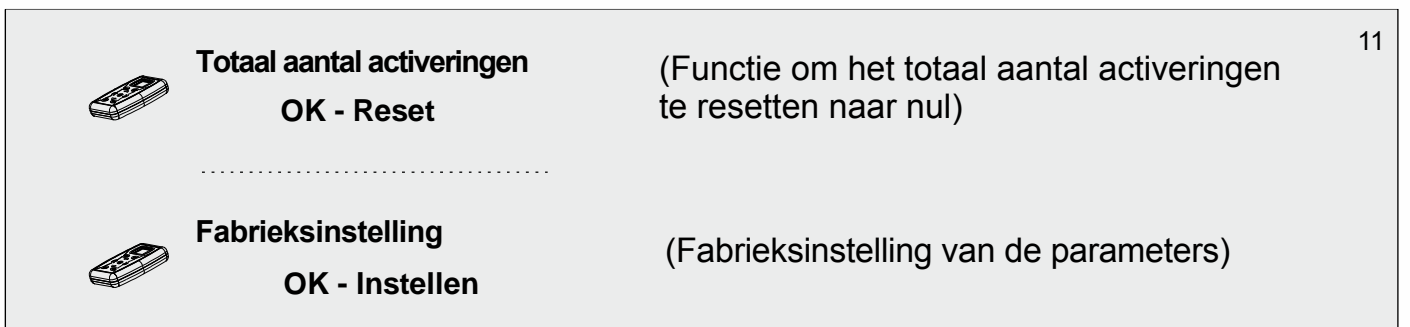 11
Totaal aantal activeringen
OK - Reset
(Functie om het totaal aantal activeringen
te resetten naar nul)
Fabrieksinstelling
OK - Instellen
(Fabrieksinstelling van de parameters)